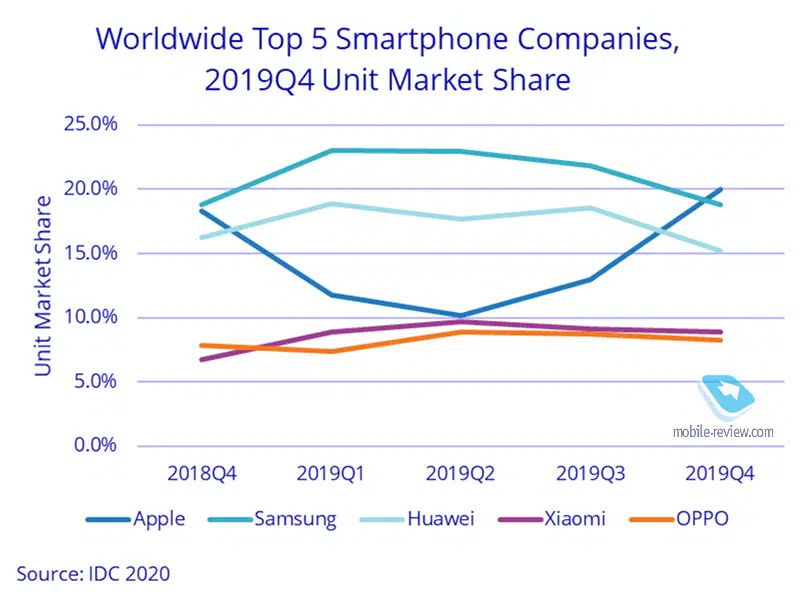 Worldwide Top 5 Smartphone Companies,
2019Q4 Unit Market Share
Unit Market Share
25.0%
20.0%
15.0%
10.0%
5.0%
0.0%
mobile-review.com
2018Q4 2019Q1 2019Q2 2019Q3 2019Q4
Apple Samsung Huawei Xiaomi OPPO
Source: IDC 2020